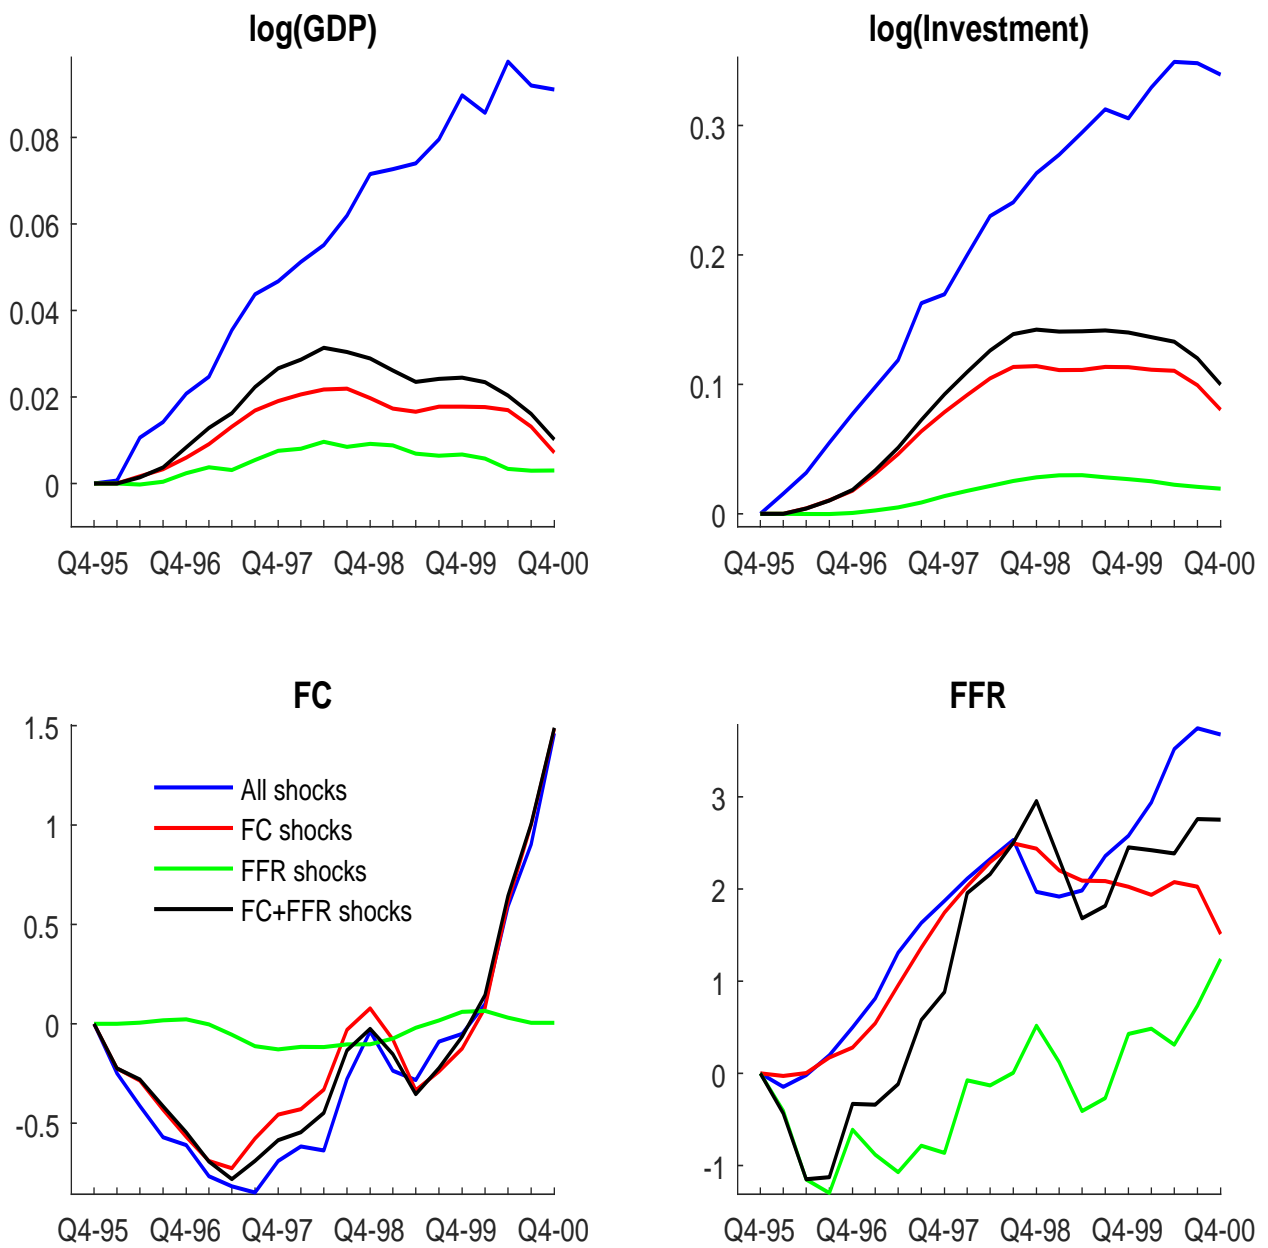 log(GDP)
0.08
0.06
0.04
0.02
0
Q4-95 Q4-96 Q4-97 Q4-98 Q4-99 Q4-00
log(Investment)
0.3
0.2
0.1
0
Q4-95 Q4-96 Q4-97 Q4-98 Q4-99 Q4-00
FC
1.5
1
0.5
0
-0.5
All shocks
FC shocks
FFR shocks
FC+FFR shocks
Q4-95 Q4-96 Q4-97 Q4-98 Q4-99 Q4-00
FFR
3
2
1
0
-1
Q4-95 Q4-96 Q4-97 Q4-98 Q4-99 Q4-00